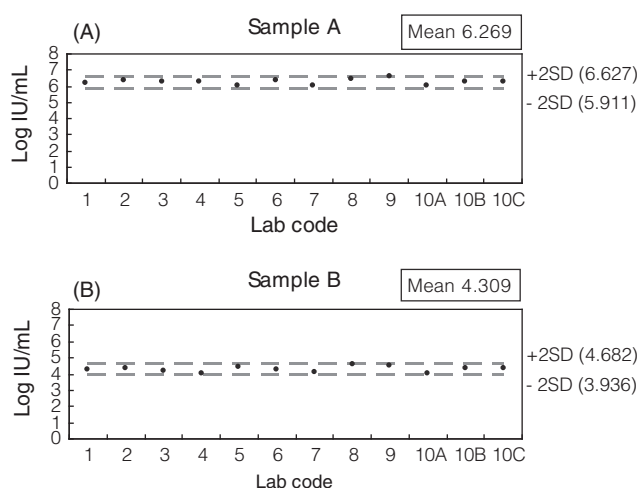 (A)
Sample A
Mean 6.269
Log IU/mL
8
7
6
5
4
3
2
1
0
+2SD (6.627)
- 2SD (5.911)
1 2 3 4 5 6 7 8 9 10A 10B 10C
Lab code
(B)
Sample B
Mean 4.309
Log IU/mL
8
7
6
5
4
3
2
1
0
+2SD (4.682)
- 2SD (3.936)
1 2 3 4 5 6 7 8 9 10A 10B 10C
Lab code